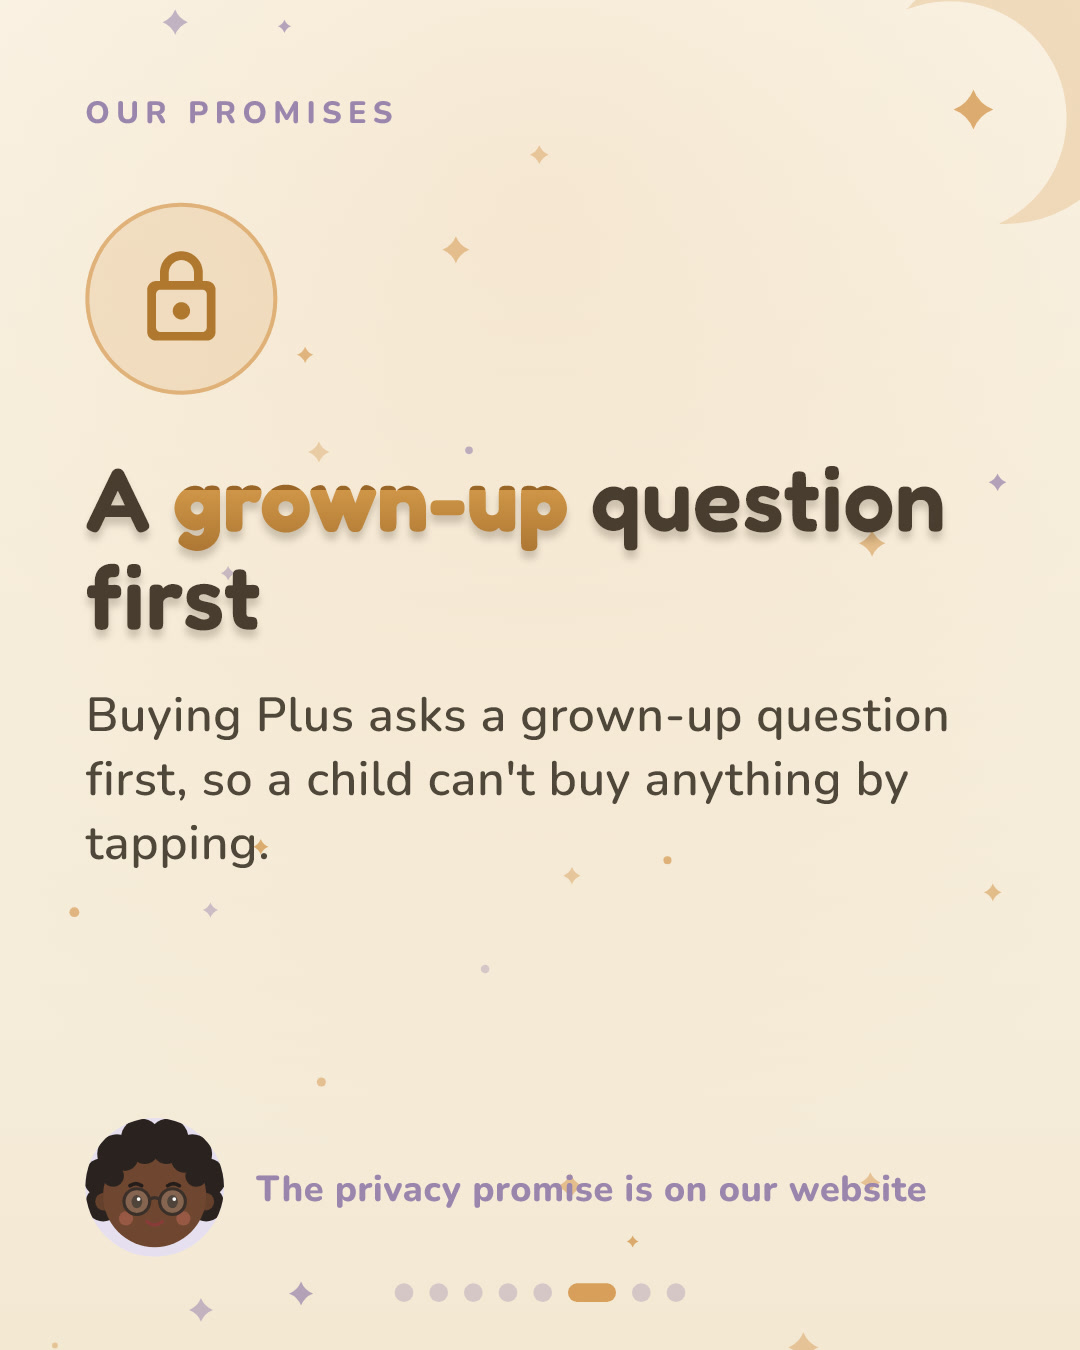 OUR PROMISES
A grown-up question
first
Buying Plus asks a grown-up question
first, so a child can't buy anything by
tapping.
The privacy promise is on our website